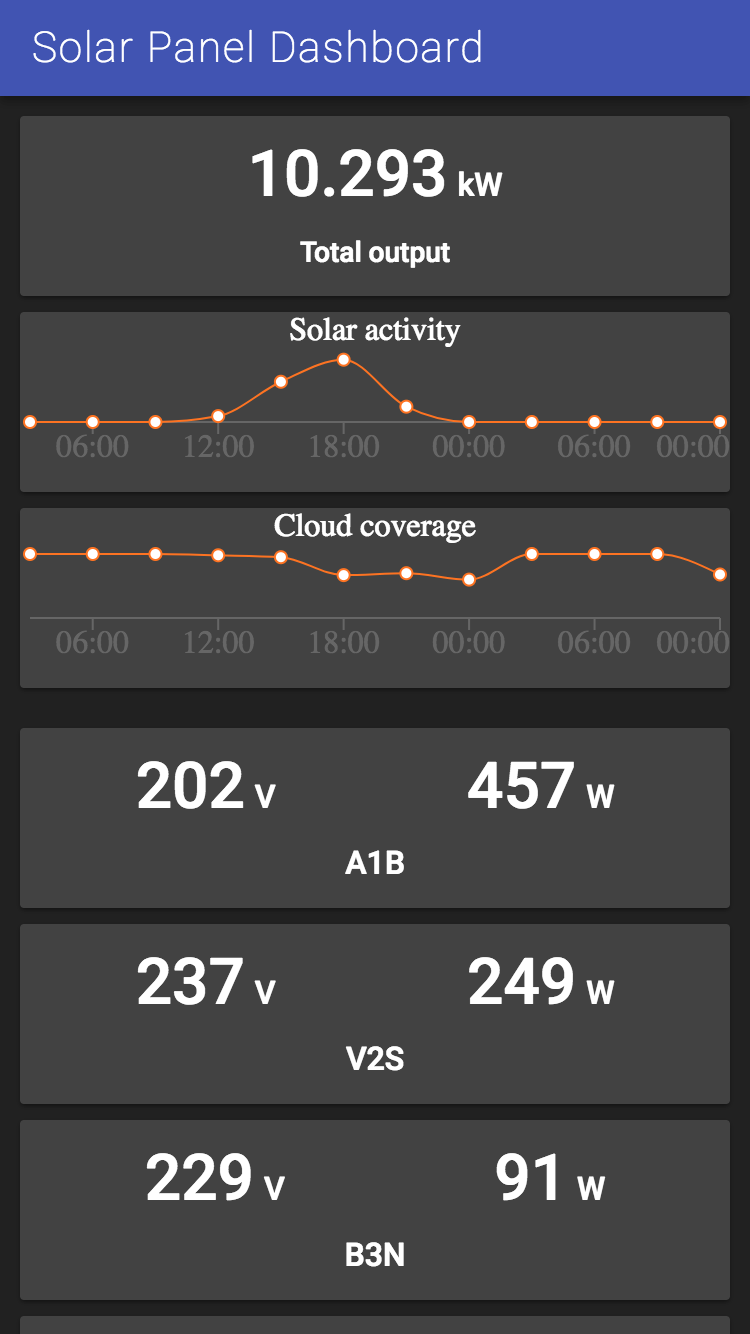 Solar Panel Dashboard
10.293 kW
Total output
Solar activity
06:00 12:00 18:00 00:00 06:00 00:00
Cloud coverage
06:00 12:00 18:00 00:00 06:00 00:00
202 V 457 W
A1B
237 V 249 W
V2S
229 V 91 W
B3N